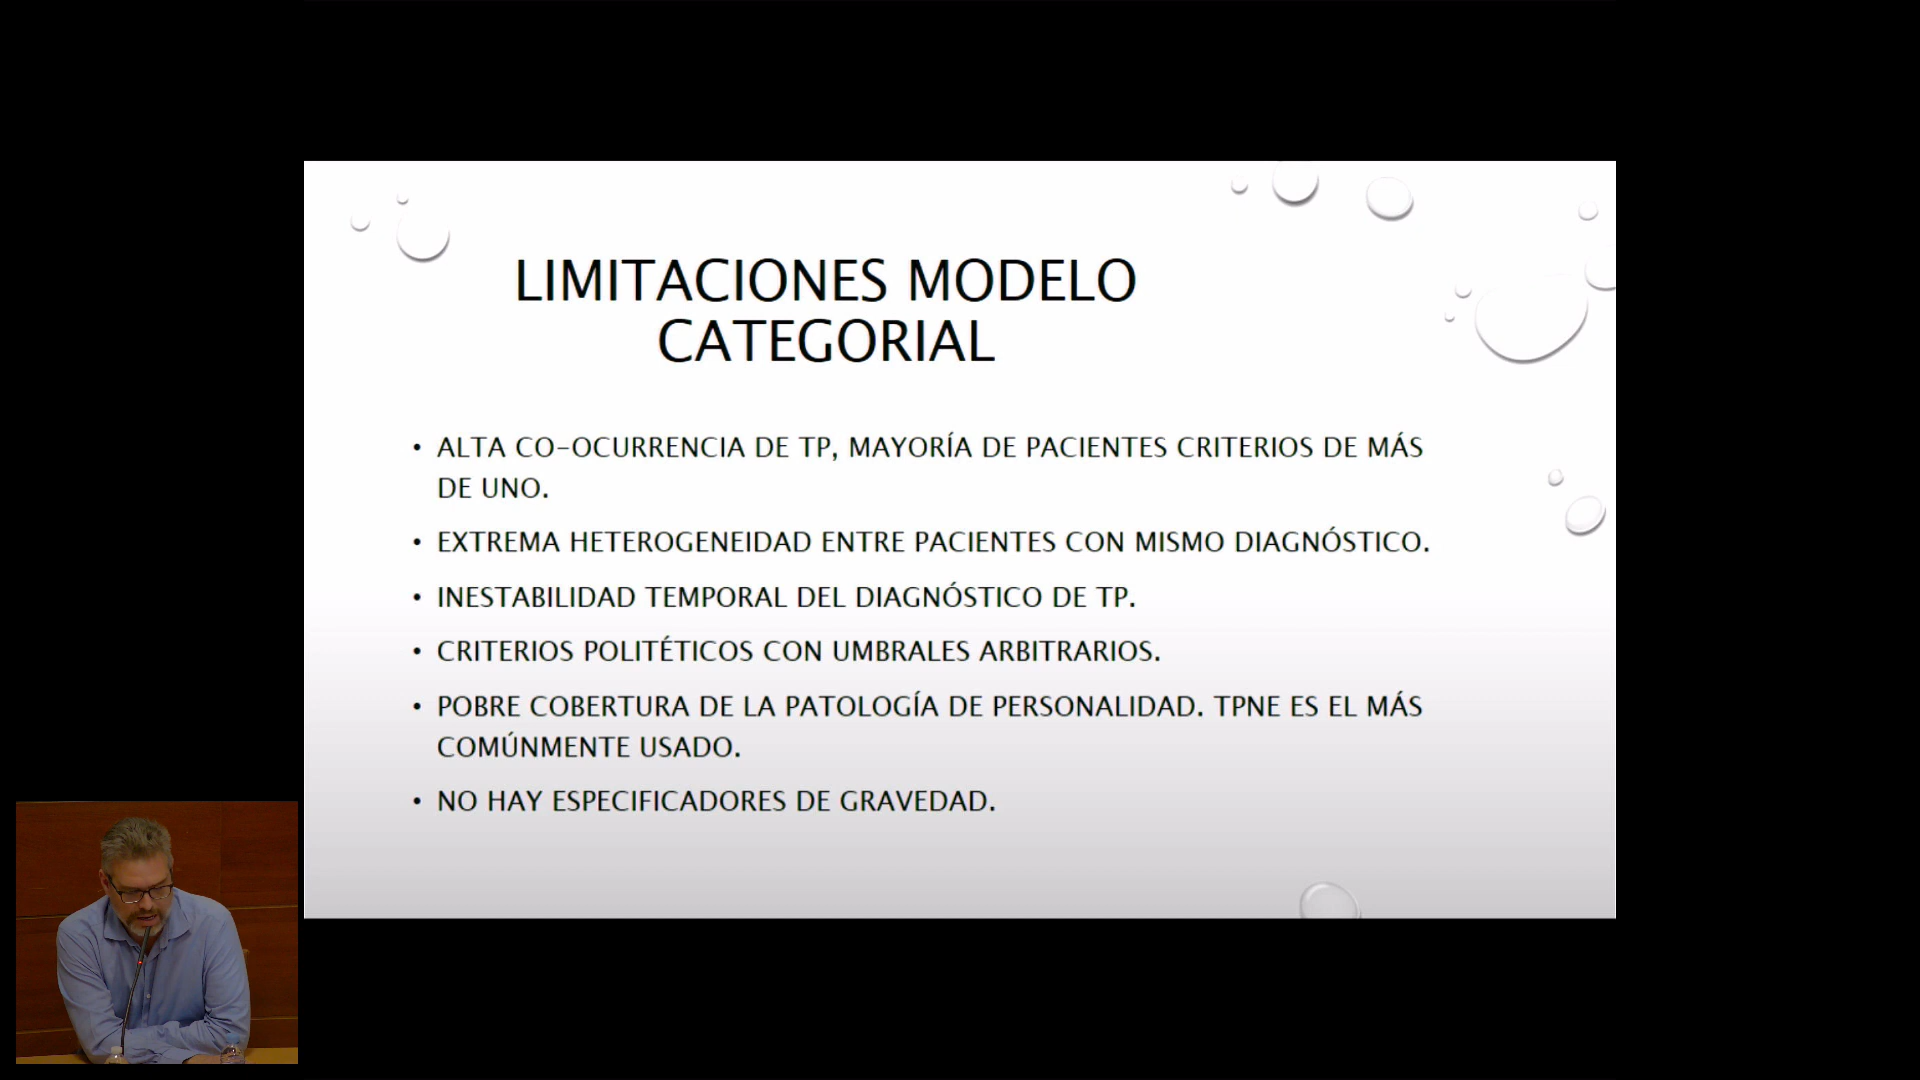 LIMITACIONES MODELO
CATEGORIAL
• ALTA CO-OCURRENCIA DE TP, MAYORÍA DE PACIENTES CRITERIOS DE MÁS
DE UNO.
• EXTREMA HETEROGENEIDAD ENTRE PACIENTES CON MISMO DIAGNÓSTICO.
• INESTABILIDAD TEMPORAL DEL DIAGNÓSTICO DE TP.
• CRITERIOS POLITÉTICOS CON UMBRALES ARBITRARIOS.
• POBRE COBERTURA DE LA PATOLOGÍA DE PERSONALIDAD. TPNE ES EL MÁS
COMÚNMENTE USADO.
• NO HAY ESPECIFICADORES DE GRAVEDAD.